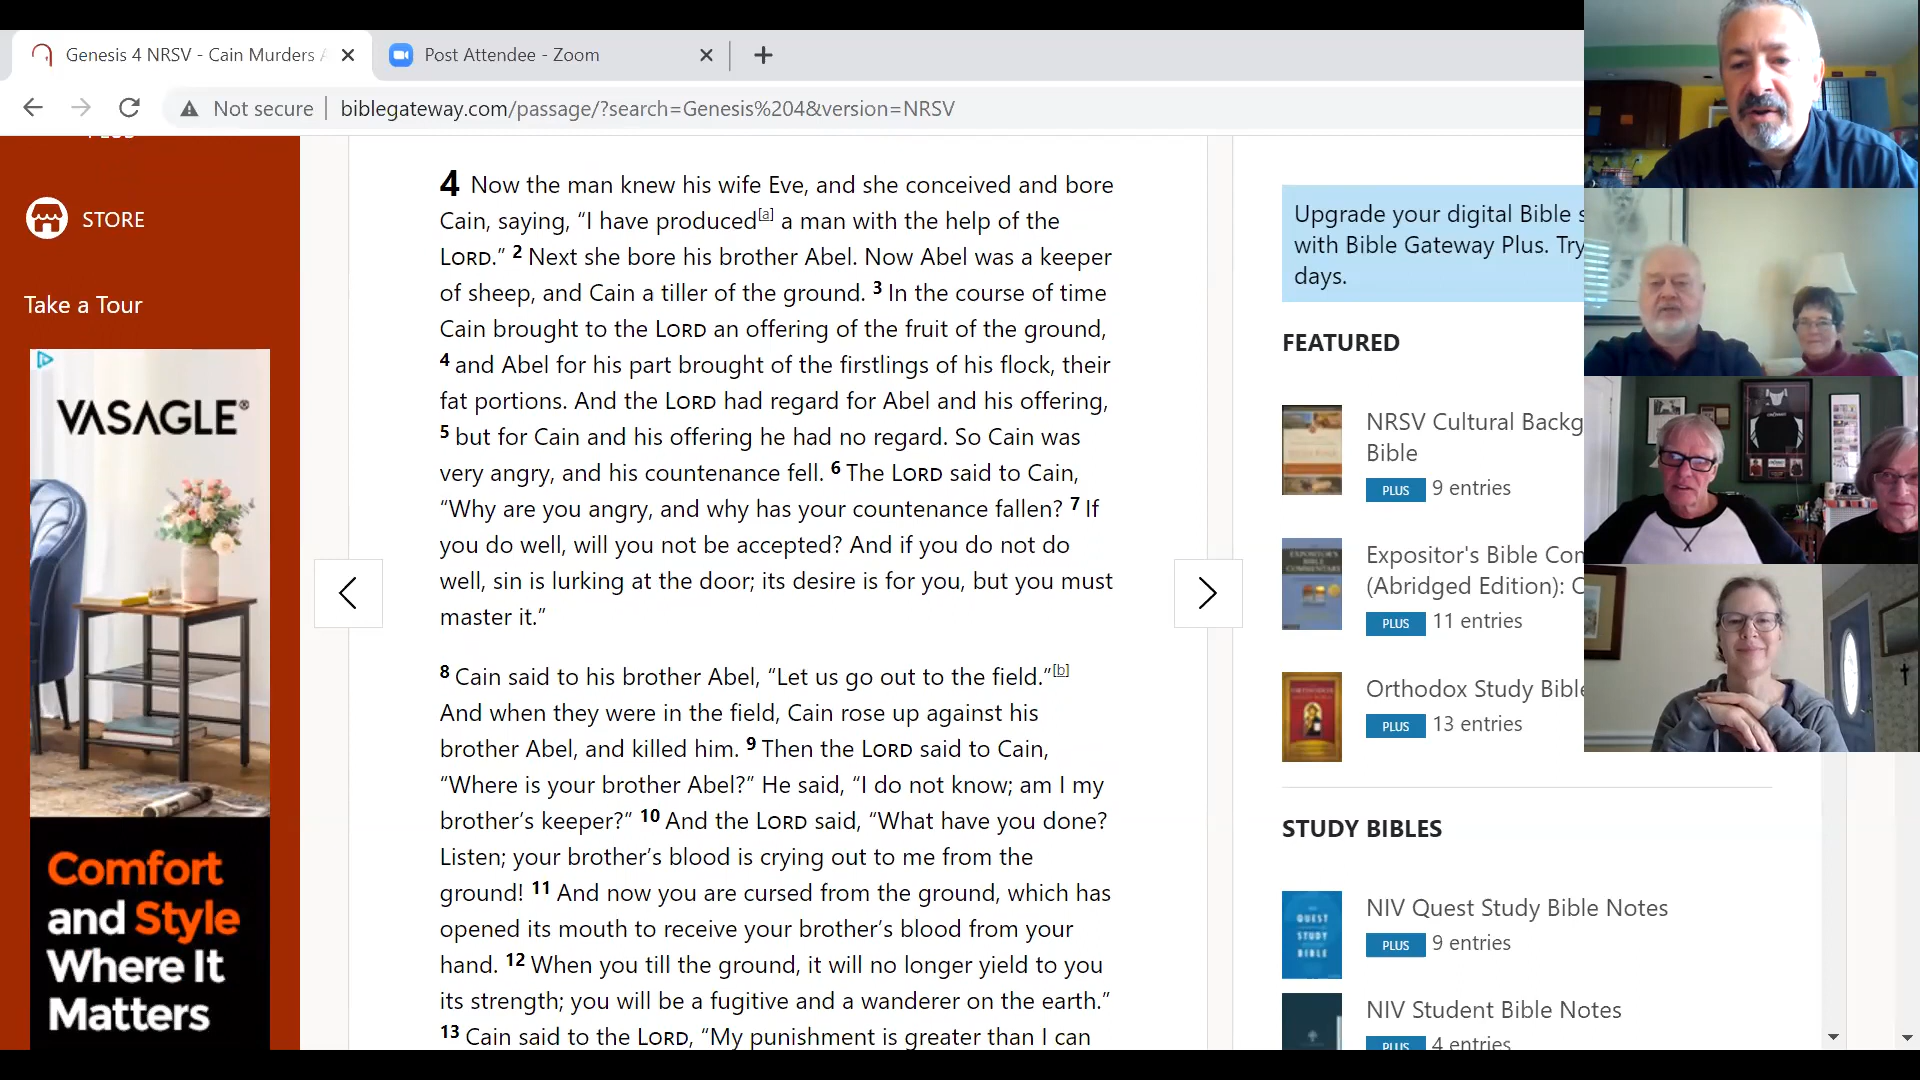 Genesis 4 NRSV - Cain Murders A
Post Attendee - Zoom
Not secure
biblegateway.com/passage/?search=Genesis%204&version=NRSV
PLUS
STORE
Take a Tour
VASAGLE®
Comfort
and Style
Where It
Matters
4 Now the man knew his wife Eve, and she conceived and bore
Cain, saying, “I have produced[a] a man with the help of the
LORD.” 2 Next she bore his brother Abel. Now Abel was a keeper
of sheep, and Cain a tiller of the ground. 3 In the course of time
Cain brought to the LORD an offering of the fruit of the ground,
4 and Abel for his part brought of the firstlings of his flock, their
fat portions. And the LORD had regard for Abel and his offering,
5 but for Cain and his offering he had no regard. So Cain was
very angry, and his countenance fell. 6 The LORD said to Cain,
“Why are you angry, and why has your countenance fallen? 7 If
you do well, will you not be accepted? And if you do not do
well, sin is lurking at the door; its desire is for you, but you must
master it.”
8 Cain said to his brother Abel, “Let us go out to the field.”[b]
And when they were in the field, Cain rose up against his
brother Abel, and killed him. 9 Then the LORD said to Cain,
“Where is your brother Abel?” He said, “I do not know; am I my
brother’s keeper?” 10 And the LORD said, “What have you done?
Listen; your brother’s blood is crying out to me from the
ground! 11 And now you are cursed from the ground, which has
opened its mouth to receive your brother’s blood from your
hand. 12 When you till the ground, it will no longer yield to you
its strength; you will be a fugitive and a wanderer on the earth.”
13 Cain said to the LORD, “My punishment is greater than I can
Upgrade your digital Bible s
with Bible Gateway Plus. Try
days.
FEATURED
NRSV Cultural Backg
Bible
PLUS 9 entries
EXPOSITOR'S
BIBLE
COMMENTARY
Expositor's Bible Com
(Abridged Edition): O
PLUS 11 entries
Orthodox Study Bible
PLUS 13 entries
STUDY BIBLES
QUEST
STUDY
BIBLE
NIV Quest Study Bible Notes
PLUS 9 entries
NIV Student Bible Notes
PLUS 4 entries